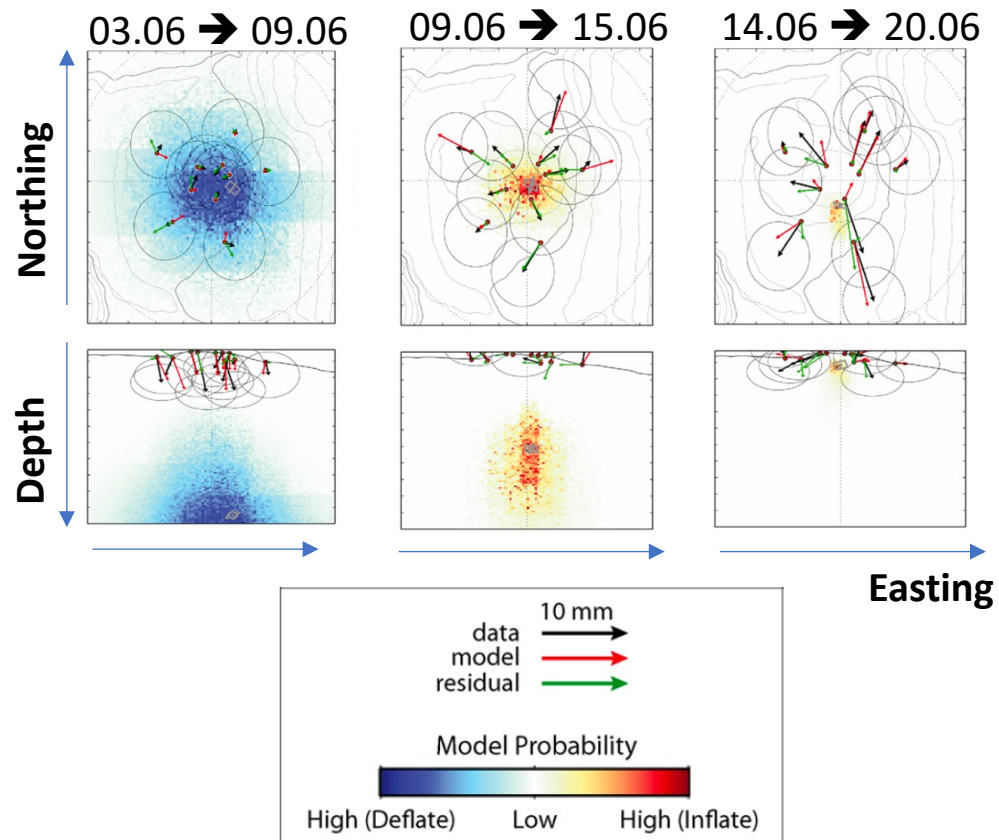 03.06 ➔ 09.06
09.06 ➔ 15.06
14.06 ➔ 20.06
Northing
Depth
Easting
10 mm
data
model
residual
Model Probability
High (Deflate) Low High (Inflate)